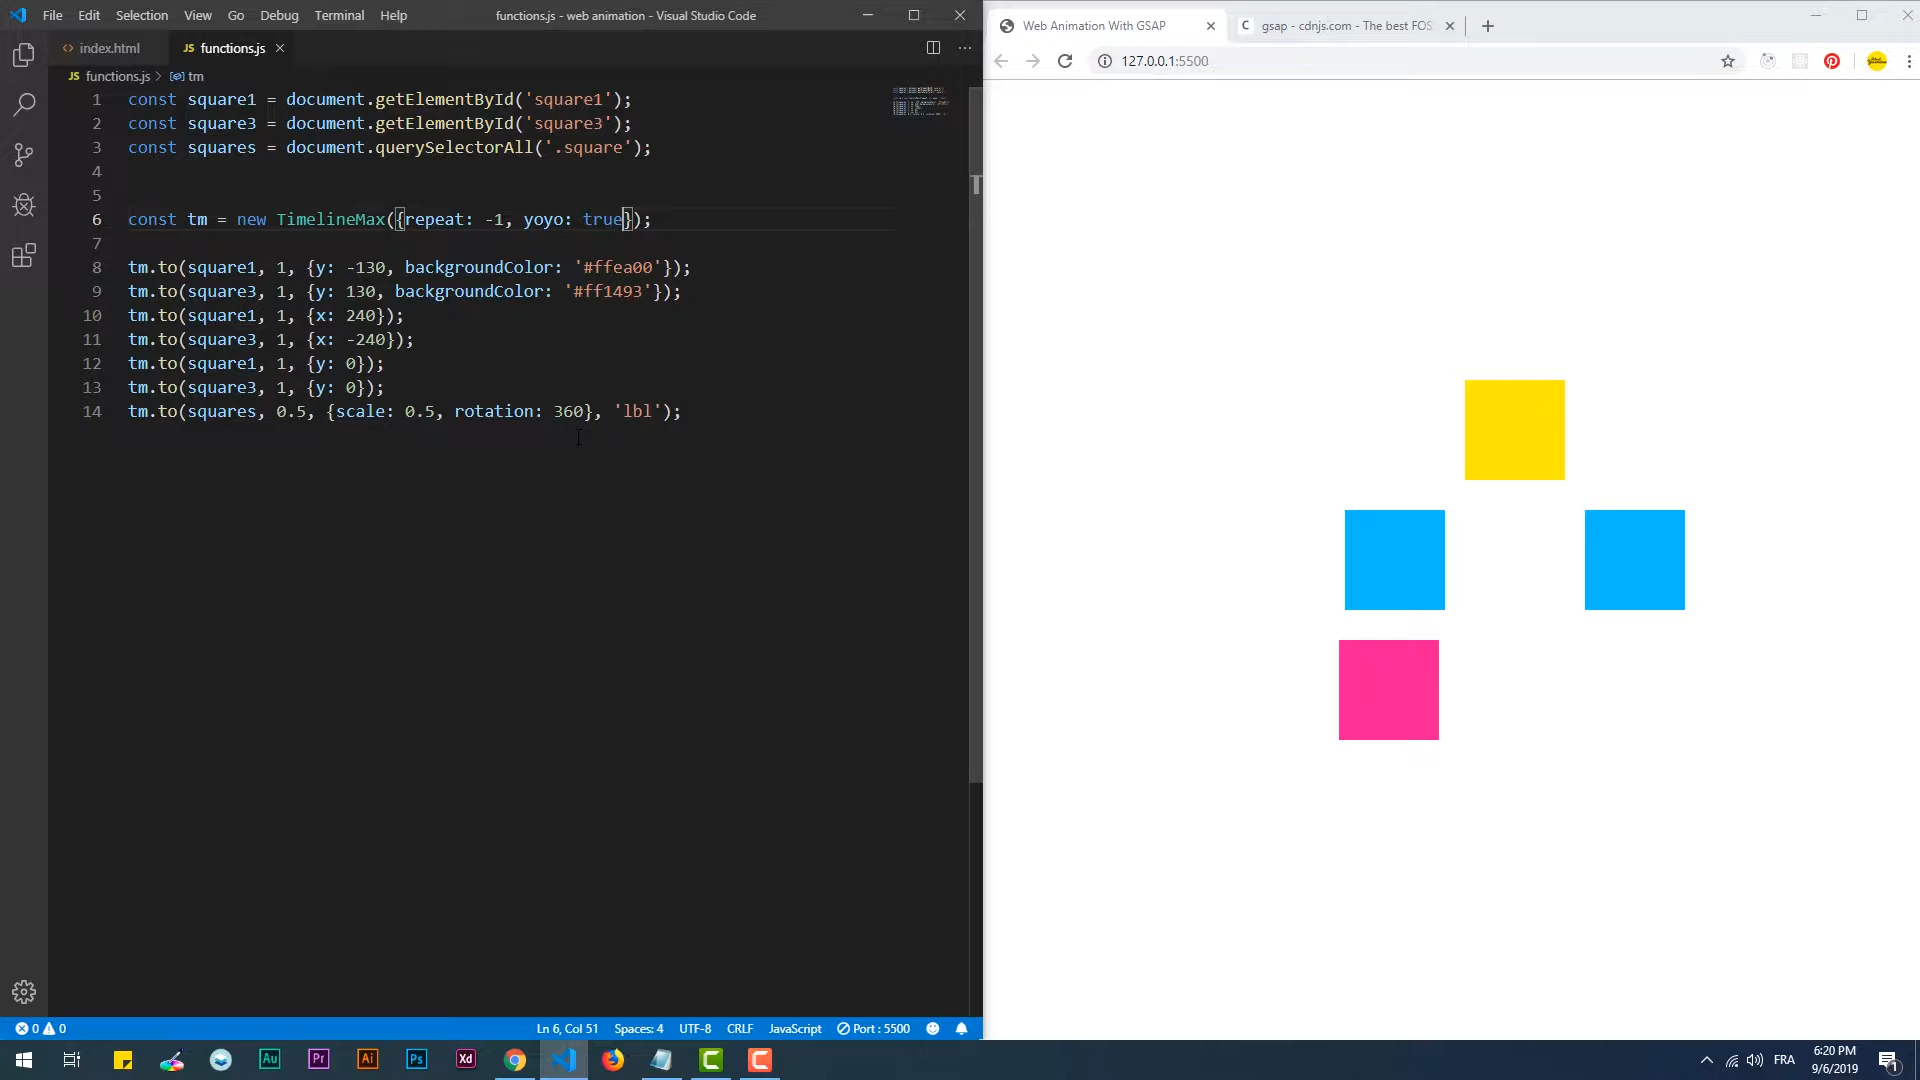 File Edit Selection View Go Debug Terminal Help
functions.js - web animation - Visual Studio Code
index.html
JS functions.js
JS functions.js > tm
1 const square1 = document.getElementById('square1');
2 const square3 = document.getElementById('square3');
3 const squares = document.querySelectorAll('.square');
4
5
6 const tm = new TimelineMax({repeat: -1, yoyo: true});
7
8 tm.to(square1, 1, {y: -130, backgroundColor: '#ffea00'});
9 tm.to(square3, 1, {y: 130, backgroundColor: '#ff1493'});
10 tm.to(square1, 1, {x: 240});
11 tm.to(square3, 1, {x: -240});
12 tm.to(square1, 1, {y: 0});
13 tm.to(square3, 1, {y: 0});
14 tm.to(squares, 0.5, {scale: 0.5, rotation: 360}, 'lbl');
0 0
Ln 6, Col 51 Spaces: 4 UTF-8 CRLF JavaScript Port : 5500
Web Animation With GSAP
C gsap - cdnjs.com - The best FOS
127.0.0.1:5500
Au Pr Ai Ps Xd
FRA
6:20 PM
9/6/2019
1